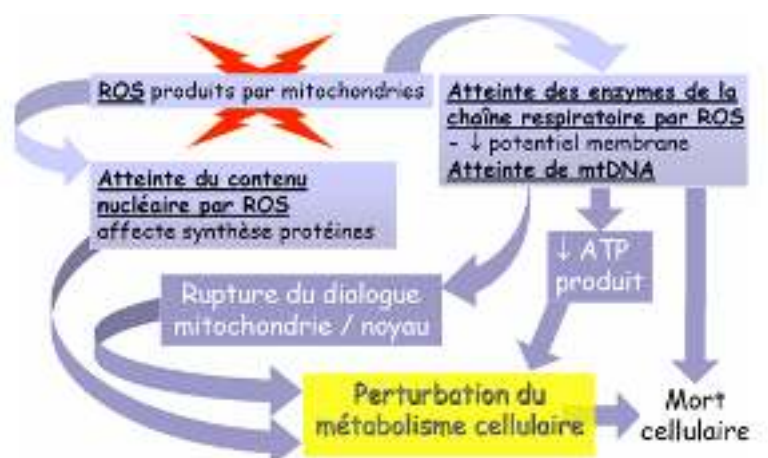 ROS produits par mitochondries
Atteinte des enzymes de la
chaîne respiratoire par ROS
- ↓ potentiel membrane
Atteinte de mtDNA
Atteinte du contenu
nucléaire par ROS
affecte synthèse protéines
↓ ATP
produit
Rupture du dialogue
mitochondrie / noyau
Perturbation du
métabolisme cellulaire
Mort
cellulaire